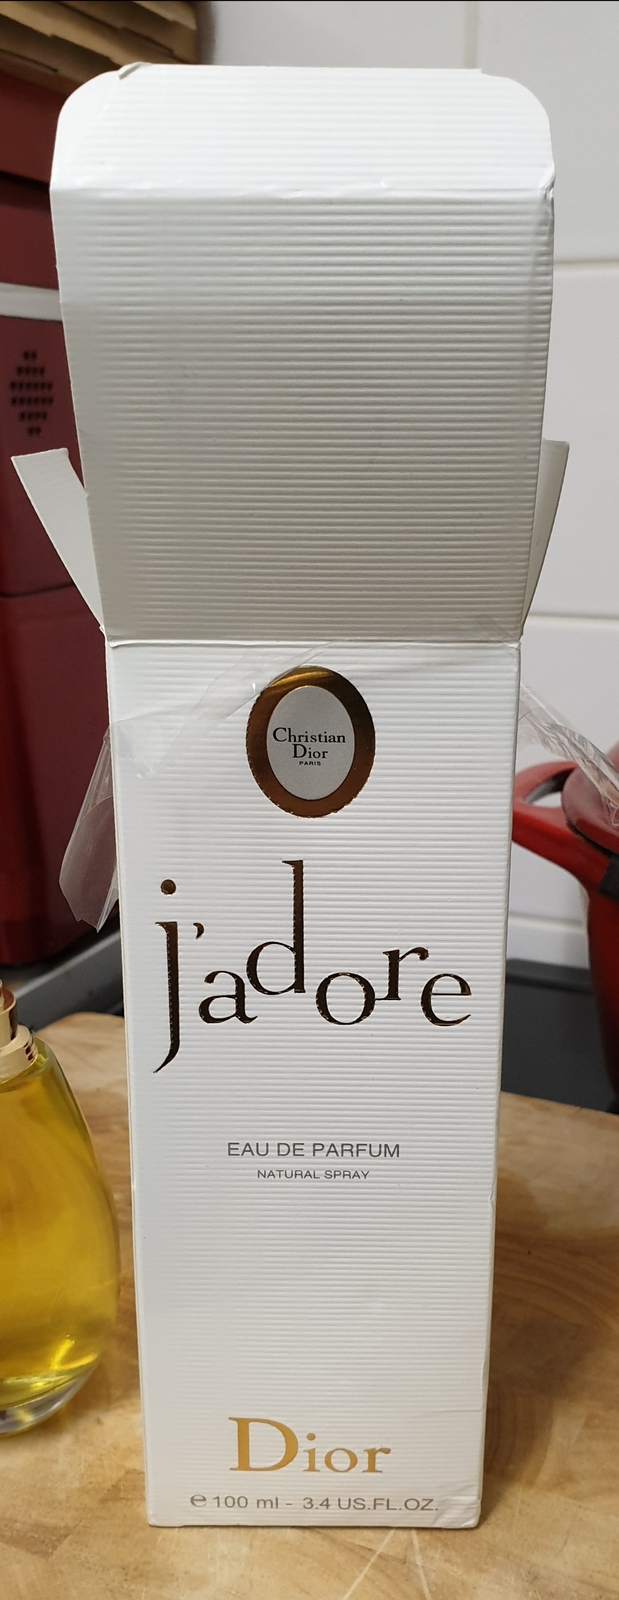 Christian
Dior
PARIS
j'adore
EAU DE PARFUM
NATURAL SPRAY
Dior
℮ 100 ml - 3.4 US.FL.OZ.